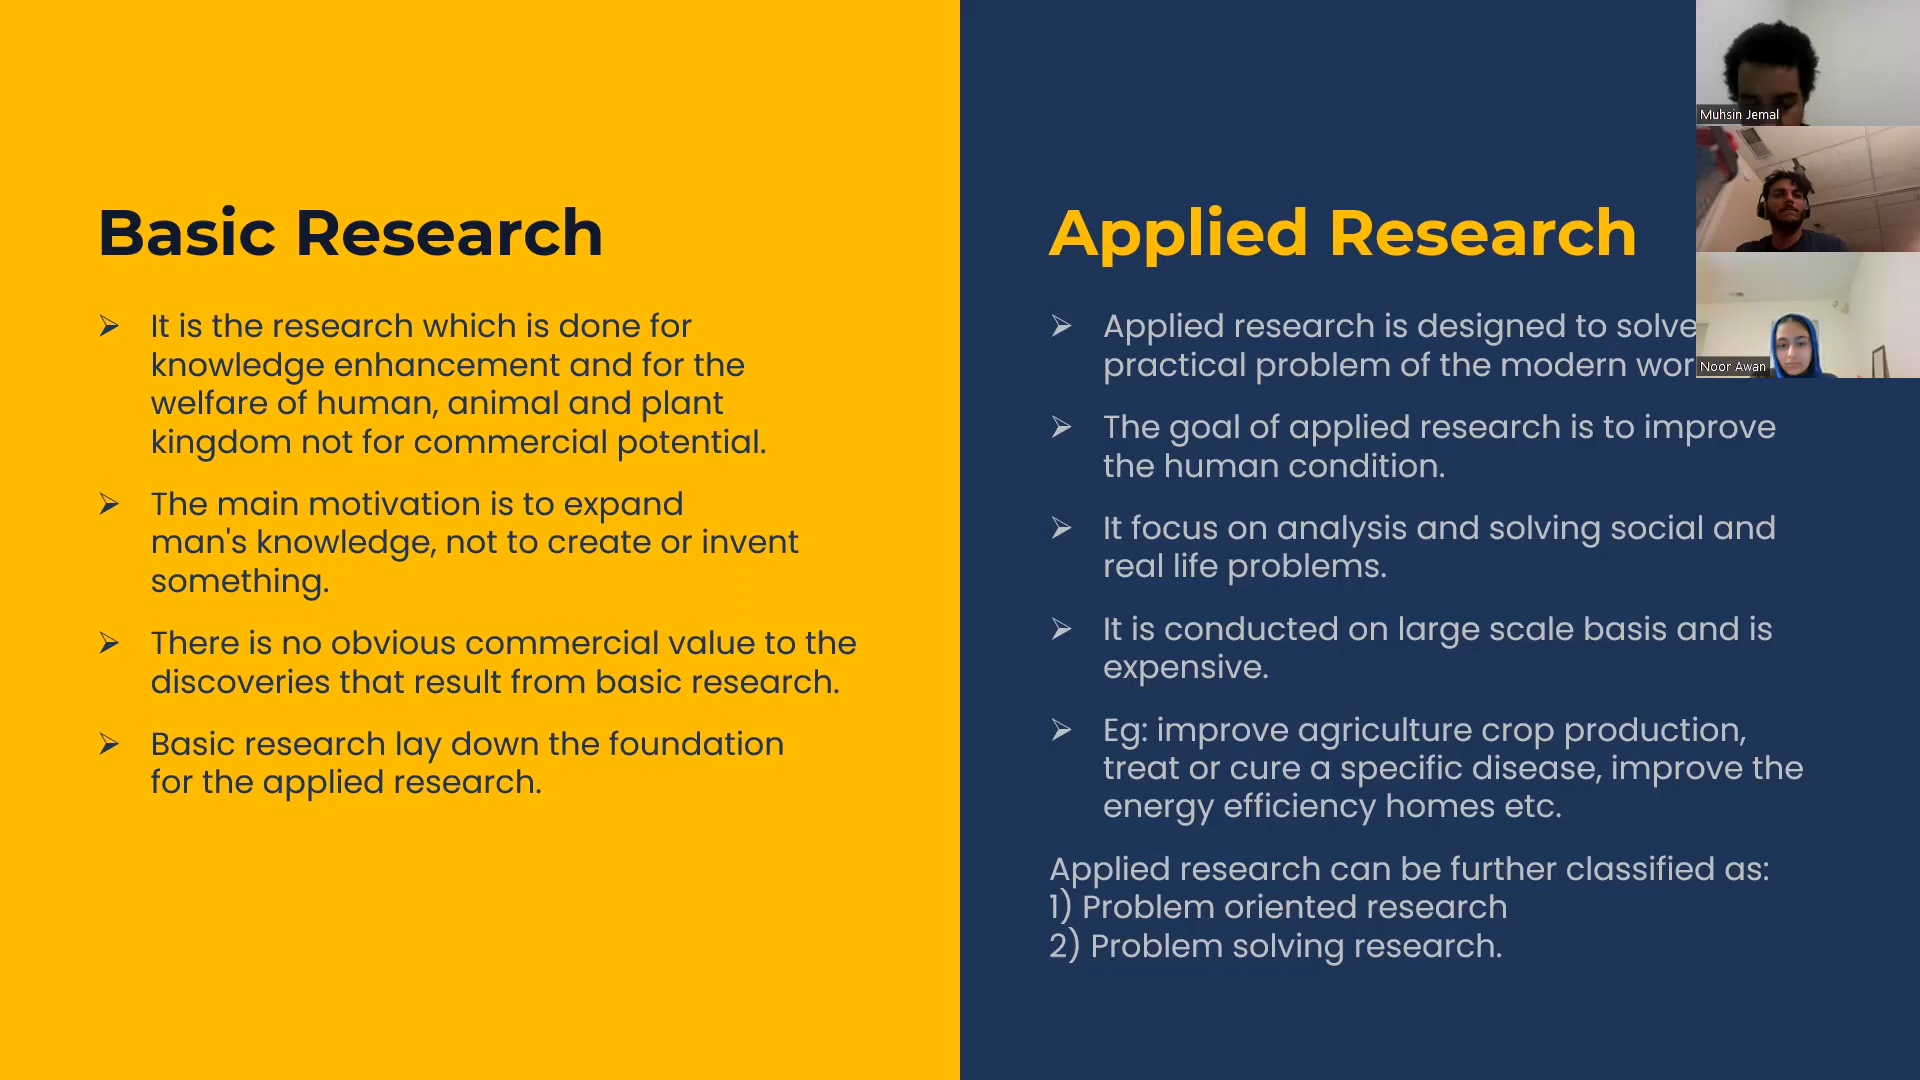 Basic Research
➢ It is the research which is done for
knowledge enhancement and for the
welfare of human, animal and plant
kingdom not for commercial potential.
➢ The main motivation is to expand
man's knowledge, not to create or invent
something.
➢ There is no obvious commercial value to the
discoveries that result from basic research.
➢ Basic research lay down the foundation
for the applied research.
Applied Research
➢ Applied research is designed to solve
practical problem of the modern
➢ The goal of applied research is to improve
the human condition.
➢ It focus on analysis and solving social and
real life problems.
➢ It is conducted on large scale basis and is
expensive.
➢ Eg: improve agriculture crop production,
treat or cure a specific disease, improve the
energy efficiency homes etc.
Applied research can be further classified as:
1) Problem oriented research
2) Problem solving research.
Muhsin Jemal
Noor Awan